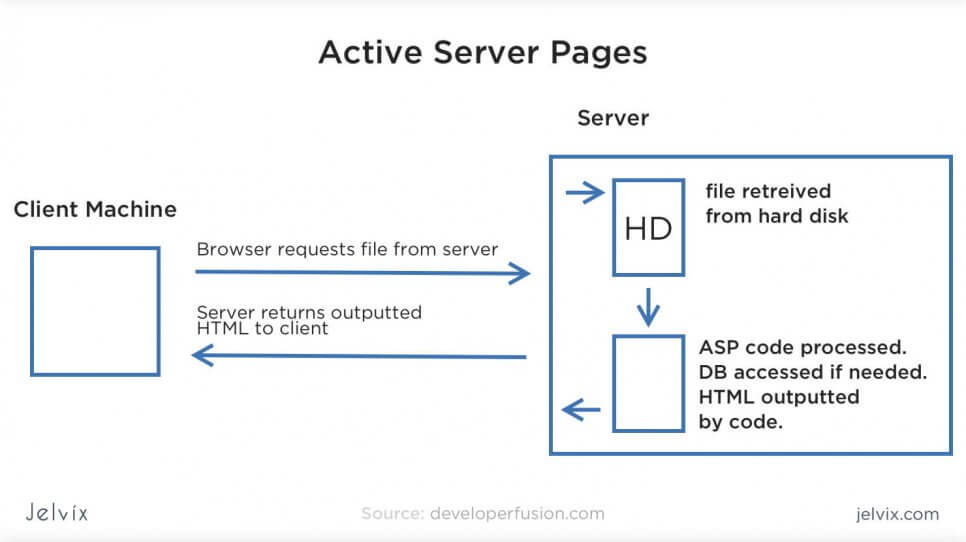 Active Server Pages
Server
Client Machine
Browser requests file from server
Server returns outputted
HTML to client
HD
file retreived
from hard disk
ASP code processed.
DB accessed if needed.
HTML outputted
by code.
Jelvix
Source: developerfusion.com
jelvix.com